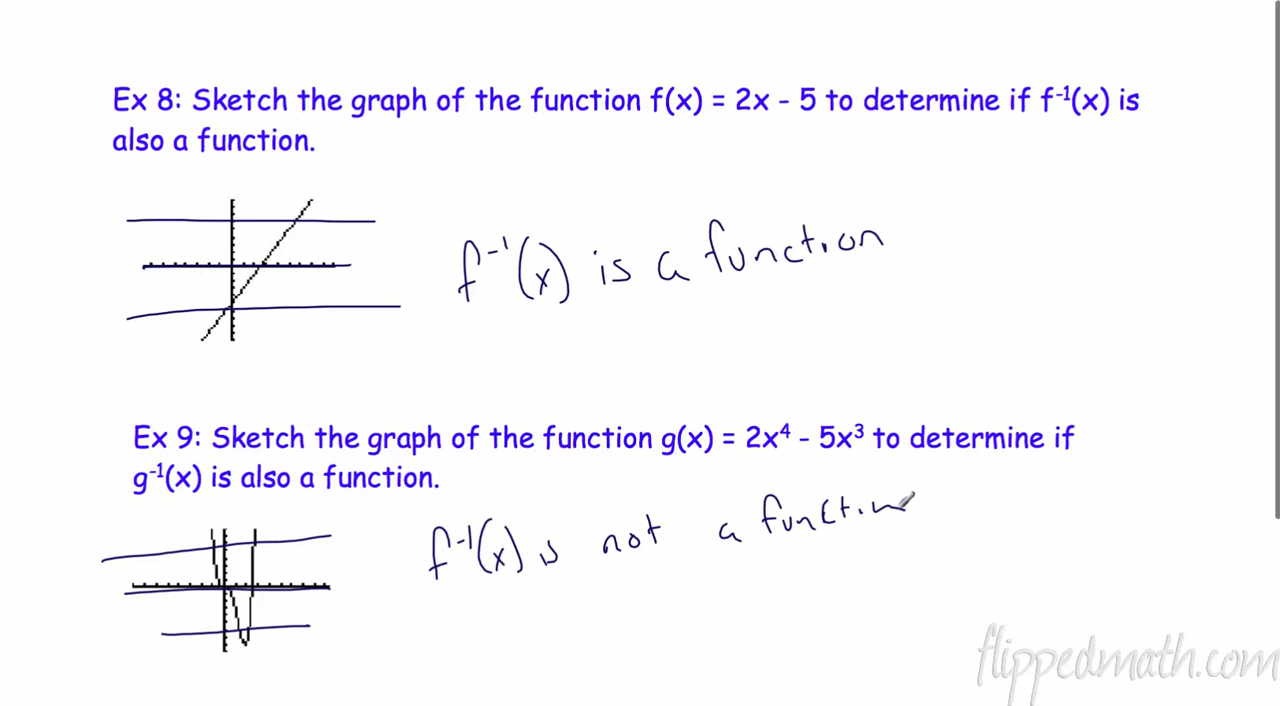 Ex 8: Sketch the graph of the function f(x) = 2x - 5 to determine if f⁻¹(x) is
also a function.
f⁻¹(x) is a function
Ex 9: Sketch the graph of the function g(x) = 2x⁴ - 5x³ to determine if
g⁻¹(x) is also a function.
f⁻¹(x) is not a function
flippedmath.com